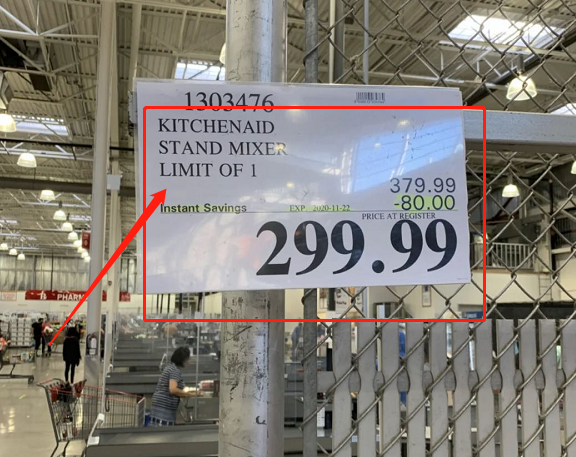 1303476
KITCHENAID
STAND MIXER
LIMIT OF 1
379.99
Instant Savings EXP. 2020-11-22 -80.00
PRICE AT REGISTER
299.99
PHARM